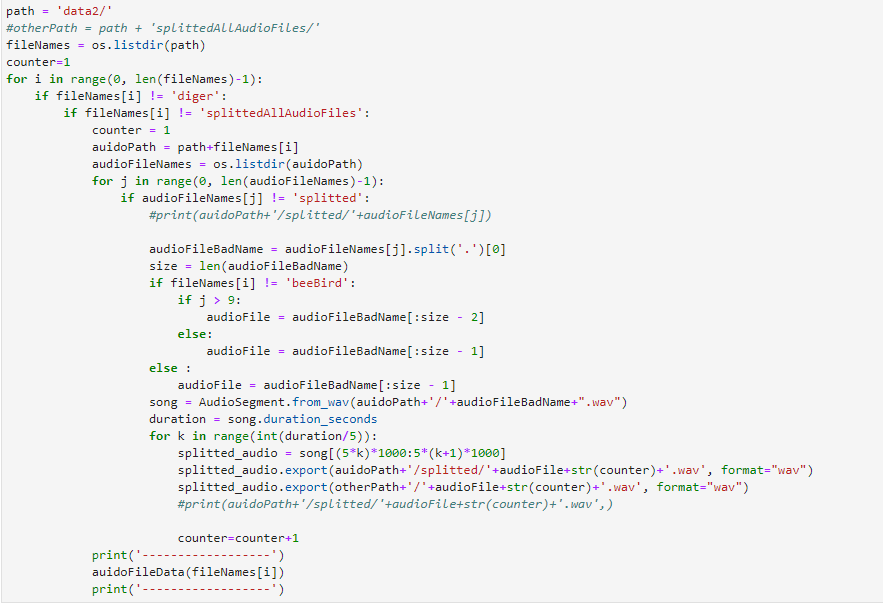 path = 'data2/'
#otherPath = path + 'splittedAllAudioFiles/'
fileNames = os.listdir(path)
counter=1
for i in range(0, len(fileNames)-1):
    if fileNames[i] != 'diger':
        if fileNames[i] != 'splittedAllAudioFiles':
            counter = 1
            auidoPath = path+fileNames[i]
            audioFileNames = os.listdir(auidoPath)
            for j in range(0, len(audioFileNames)-1):
                if audioFileNames[j] != 'splitted':
                    #print(auidoPath+'/splitted/'+audioFileNames[j])

                    audioFileBadName = audioFileNames[j].split('.')[0]
                    size = len(audioFileBadName)
                    if fileNames[i] != 'beeBird':
                        if j > 9:
                            audioFile = audioFileBadName[:size - 2]
                        else:
                            audioFile = audioFileBadName[:size - 1]
                    else :
                        audioFile = audioFileBadName[:size - 1]
                    song = AudioSegment.from_wav(auidoPath+'/'+audioFileBadName+".wav")
                    duration = song.duration_seconds
                    for k in range(int(duration/5)):
                        splitted_audio = song[(5*k)*1000:5*(k+1)*1000]
                        splitted_audio.export(auidoPath+'/splitted/'+audioFile+str(counter)+'.wav', format="wav")
                        splitted_audio.export(otherPath+'/'+audioFile+str(counter)+'.wav', format="wav")
                        #print(auidoPath+'/splitted/'+audioFile+str(counter)+'.wav',)

                        counter=counter+1
            print('------------------')
            auidoFileData(fileNames[i])
            print('------------------')